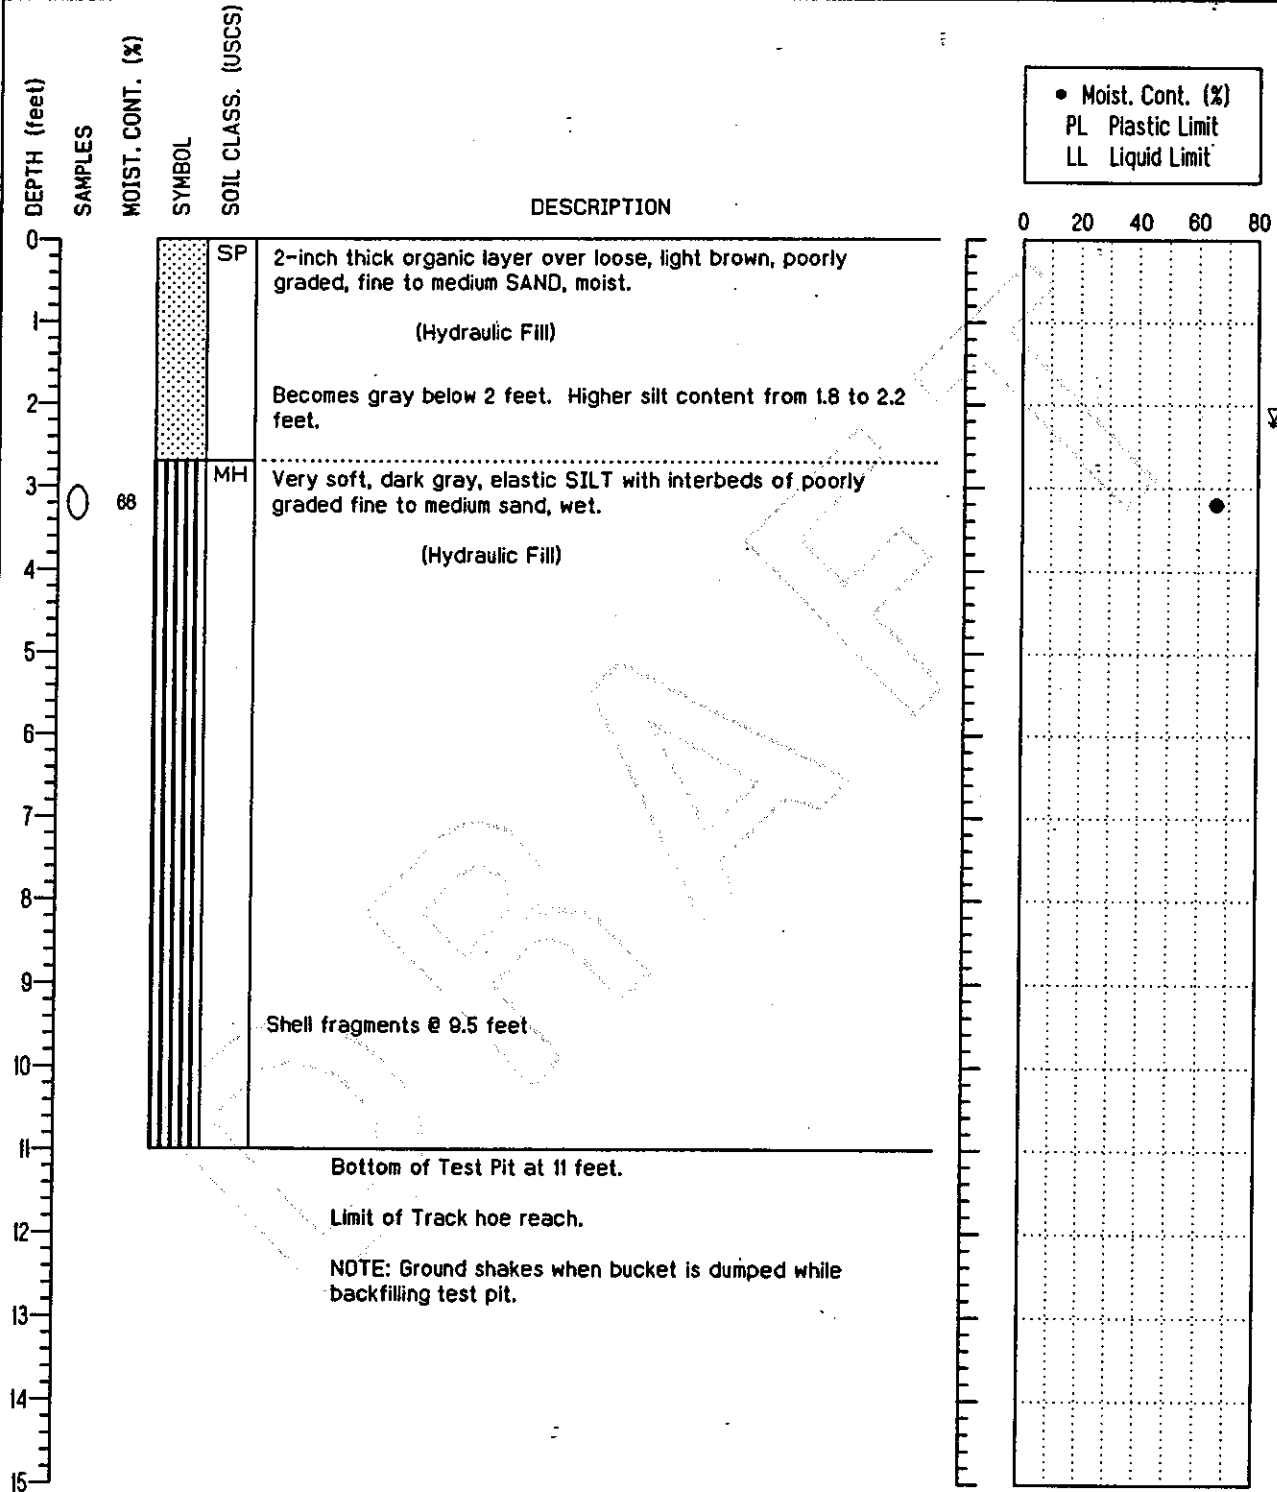 DEPTH (feet)
SAMPLES
MOIST. CONT. (%)
SYMBOL
SOIL CLASS. (USCS)
DESCRIPTION
• Moist. Cont. (%)
PL Plastic Limit
LL Liquid Limit
0 20 40 60 80
0
SP
2-inch thick organic layer over loose, light brown, poorly
graded, fine to medium SAND, moist.
1
(Hydraulic Fill)
2
Becomes gray below 2 feet. Higher silt content from 1.8 to 2.2
feet.
MH
3
66
Very soft, dark gray, elastic SILT with interbeds of poorly
graded fine to medium sand, wet.
(Hydraulic Fill)
4
5
6
7
8
9
Shell fragments @ 9.5 feet
10
11
Bottom of Test Pit at 11 feet.
Limit of Track hoe reach.
12
NOTE: Ground shakes when bucket is dumped while
backfilling test pit.
13
14
15
DRAFT